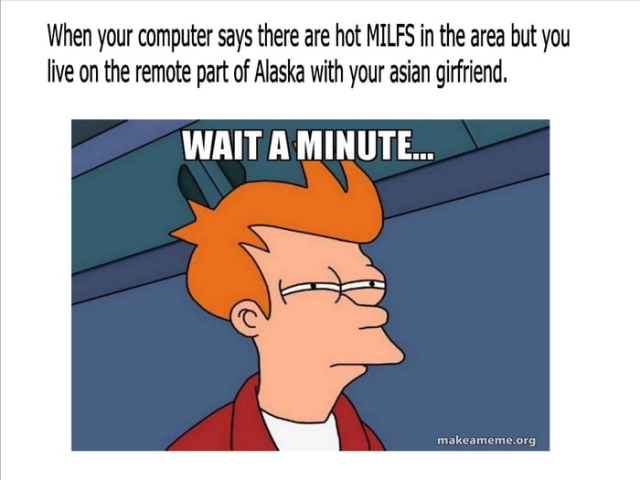 When your computer says there are hot MILFS in the area but you
live on the remote part of Alaska with your asian girfriend.
WAIT A MINUTE...
makeameme.org